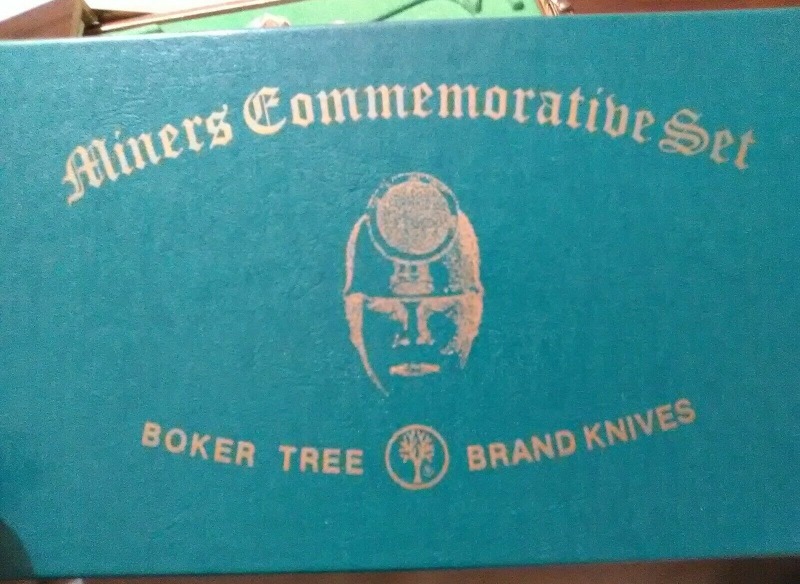 Miners Commemorative Set
BOKER TREE BRAND KNIVES